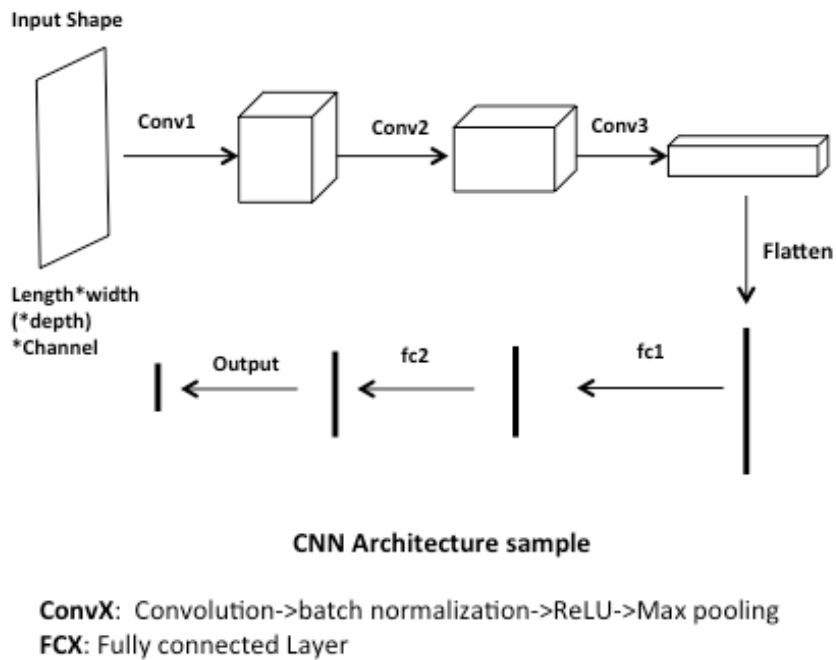 Input Shape
Conv1
Conv2
Conv3
Flatten
Length*width
(*depth)
*Channel
Output
fc2
fc1
CNN Architecture sample
ConvX: Convolution->batch normalization->ReLU->Max pooling
FCX: Fully connected Layer